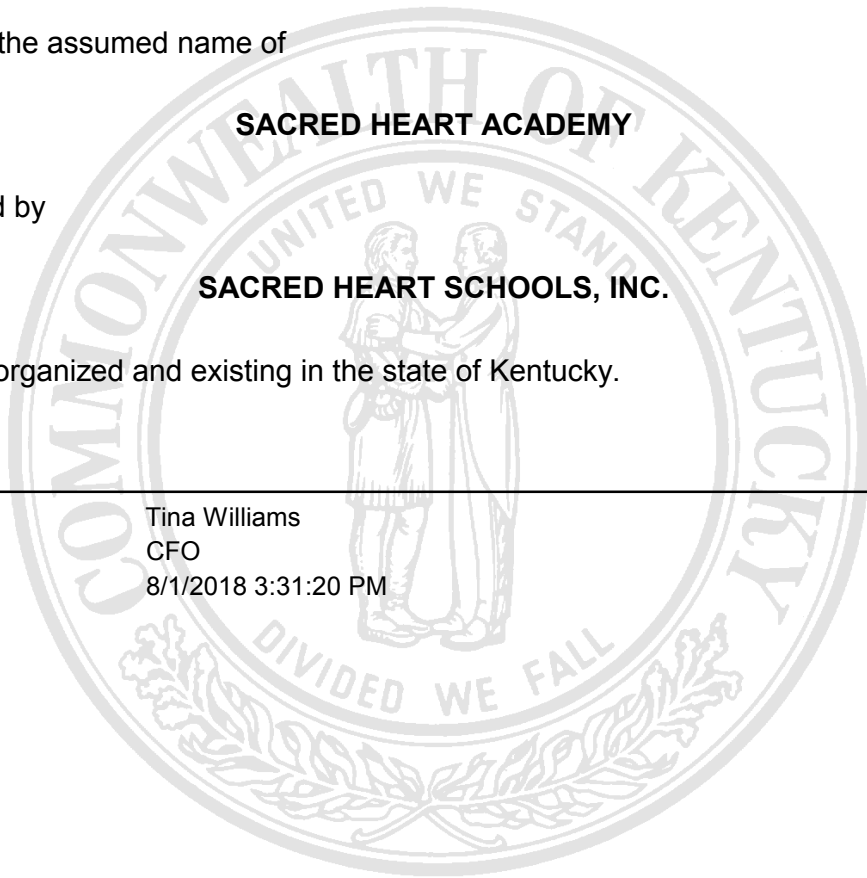 the assumed name of
SACRED HEART ACADEMY
d by
SACRED HEART SCHOOLS, INC.
organized and existing in the state of Kentucky.
Tina Williams
CFO
8/1/2018 3:31:20 PM
COMMONWEALTH OF KENTUCKY
UNITED WE STAND
DIVIDED WE FALL